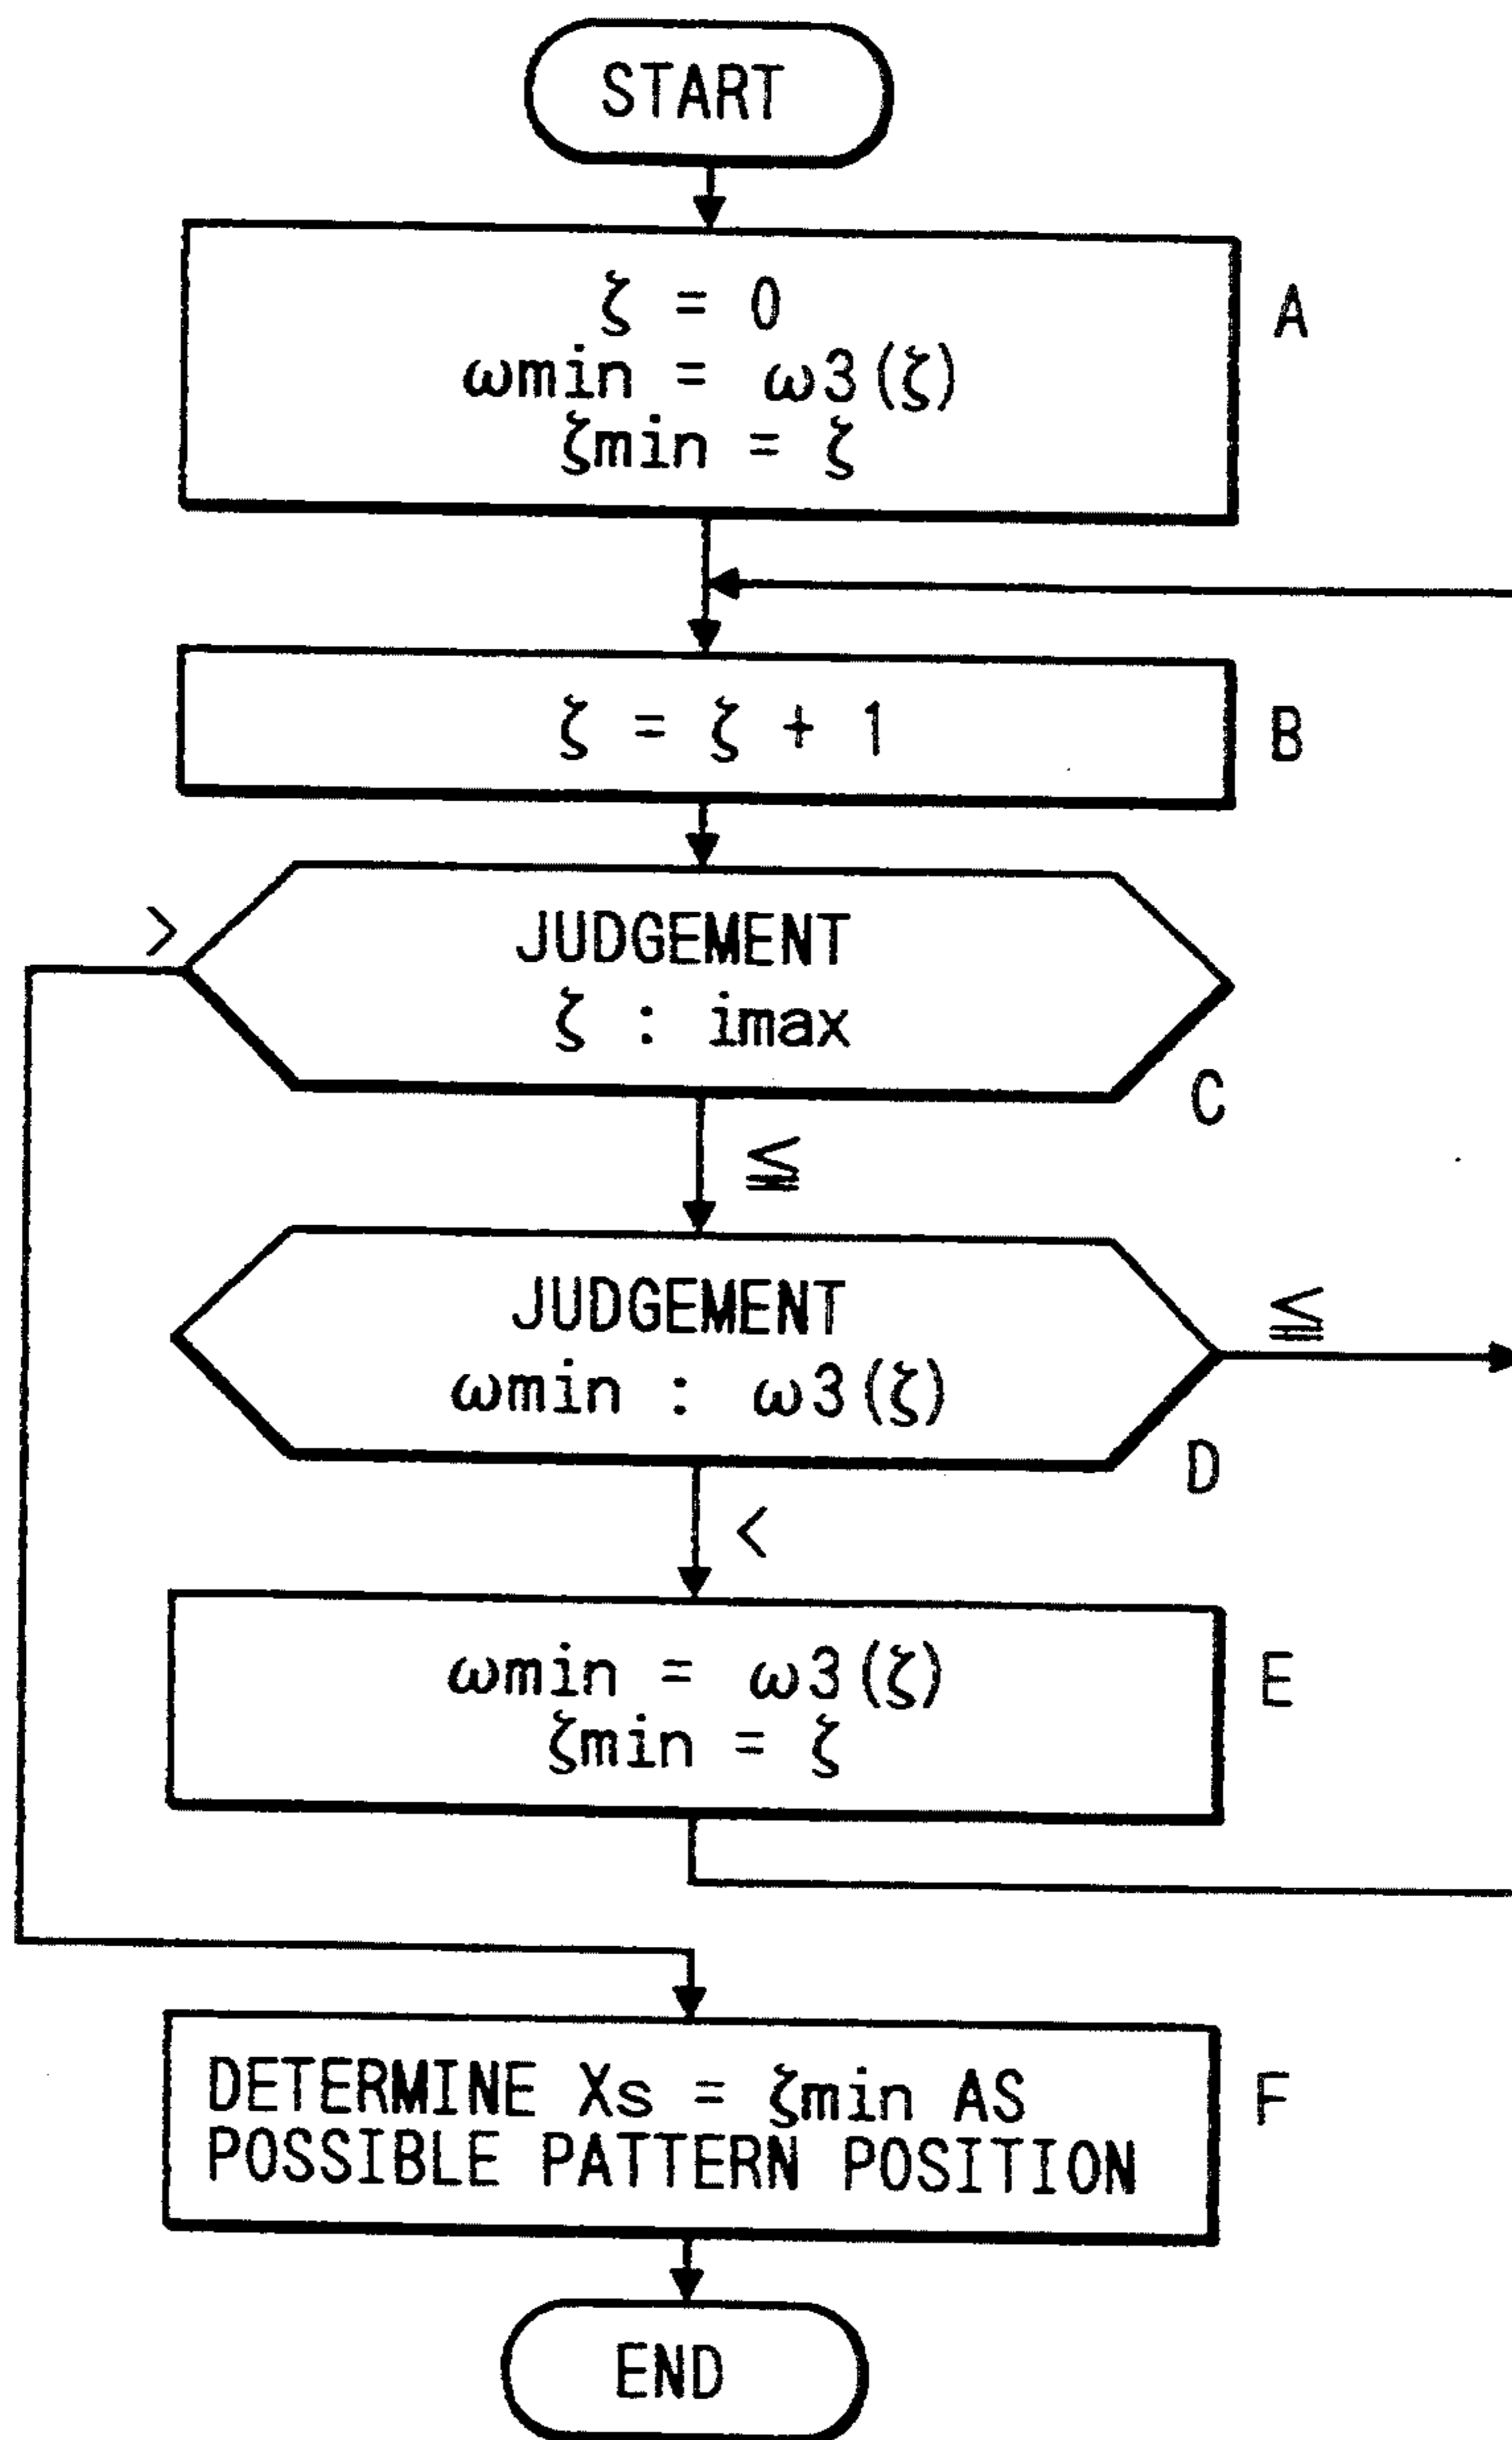 START
ζ = 0
A
ωmin = ω3(ζ)
ζmin = ζ
ζ = ζ + 1
B
>
JUDGEMENT
ζ : imax
C
≦
JUDGEMENT
≦
ωmin : ω3(ζ)
D
<
ωmin = ω3(ζ)
E
ζmin = ζ
DETERMINE Xs = ζmin AS
F
POSSIBLE PATTERN POSITION
END